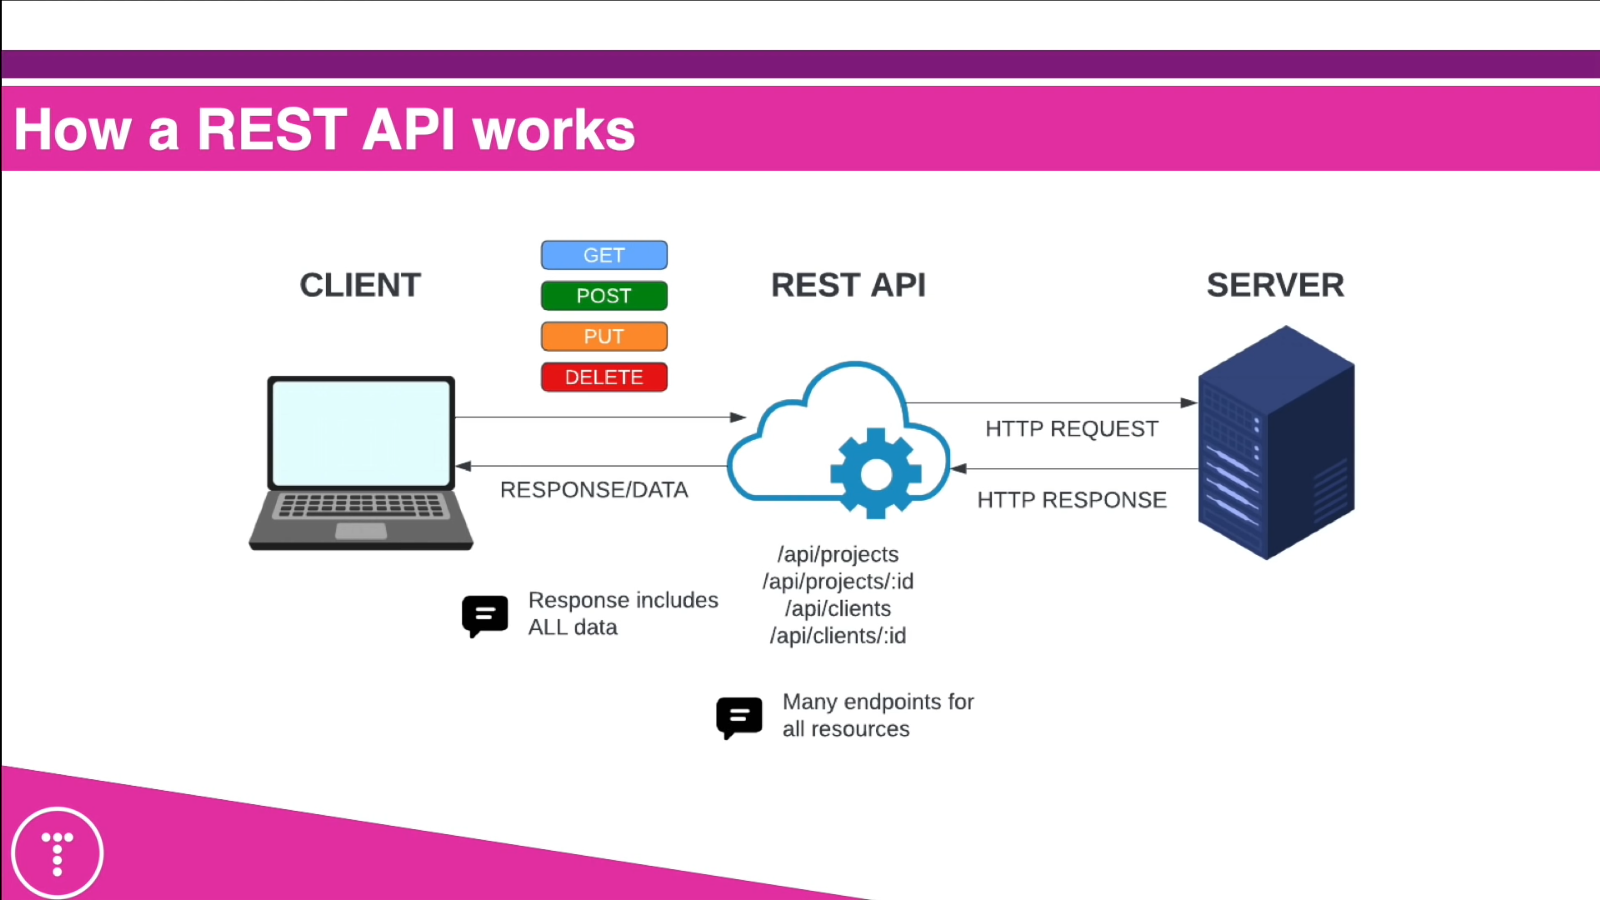 How a REST API works
CLIENT
GET
POST
PUT
DELETE
REST API
SERVER
HTTP REQUEST
RESPONSE/DATA
HTTP RESPONSE
/api/projects
/api/projects/:id
/api/clients
/api/clients/:id
Response includes
ALL data
Many endpoints for
all resources
T